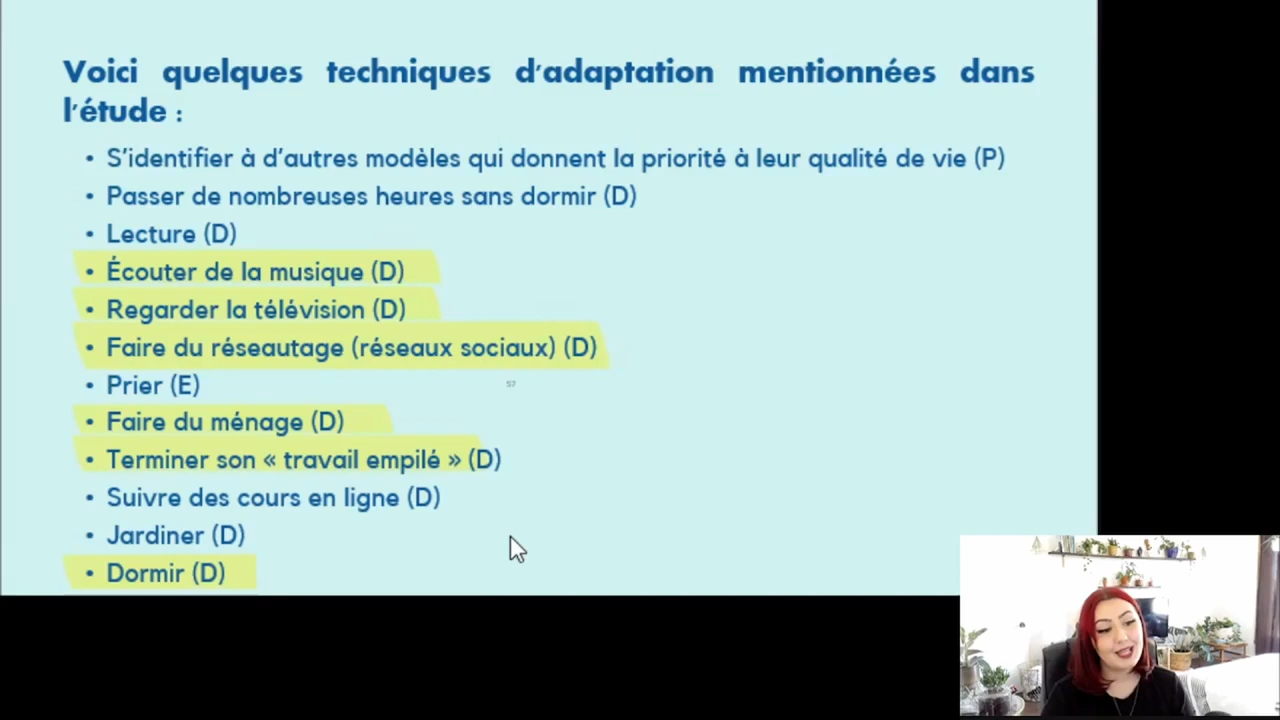 Voici quelques techniques d'adaptation mentionnées dans
l'étude :
• S'identifier à d'autres modèles qui donnent la priorité à leur qualité de vie (P)
• Passer de nombreuses heures sans dormir (D)
• Lecture (D)
• Écouter de la musique (D)
• Regarder la télévision (D)
• Faire du réseautage (réseaux sociaux) (D)
• Prier (E)
57
• Faire du ménage (D)
• Terminer son « travail empilé » (D)
• Suivre des cours en ligne (D)
• Jardiner (D)
• Dormir (D)